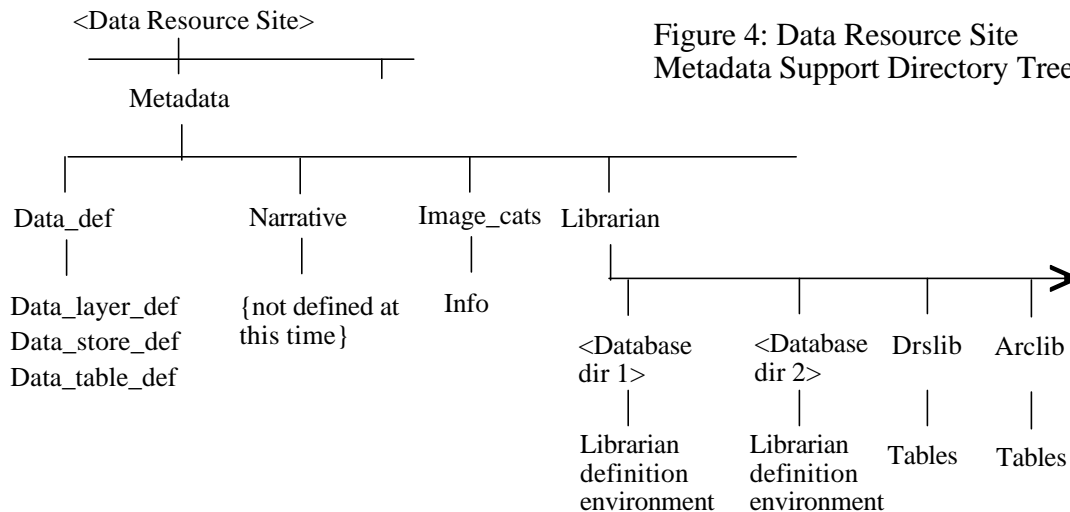 <Data Resource Site>
Figure 4: Data Resource Site
Metadata Support Directory Tree
Metadata
Data_def
Narrative
Image_cats
Librarian
Data_layer_def
Data_store_def
Data_table_def
{not defined at
this time}
Info
<Database
dir 1>
<Database
dir 2>
Drslib
Arclib
Librarian
definition
environment
Librarian
definition
environment
Tables
Tables